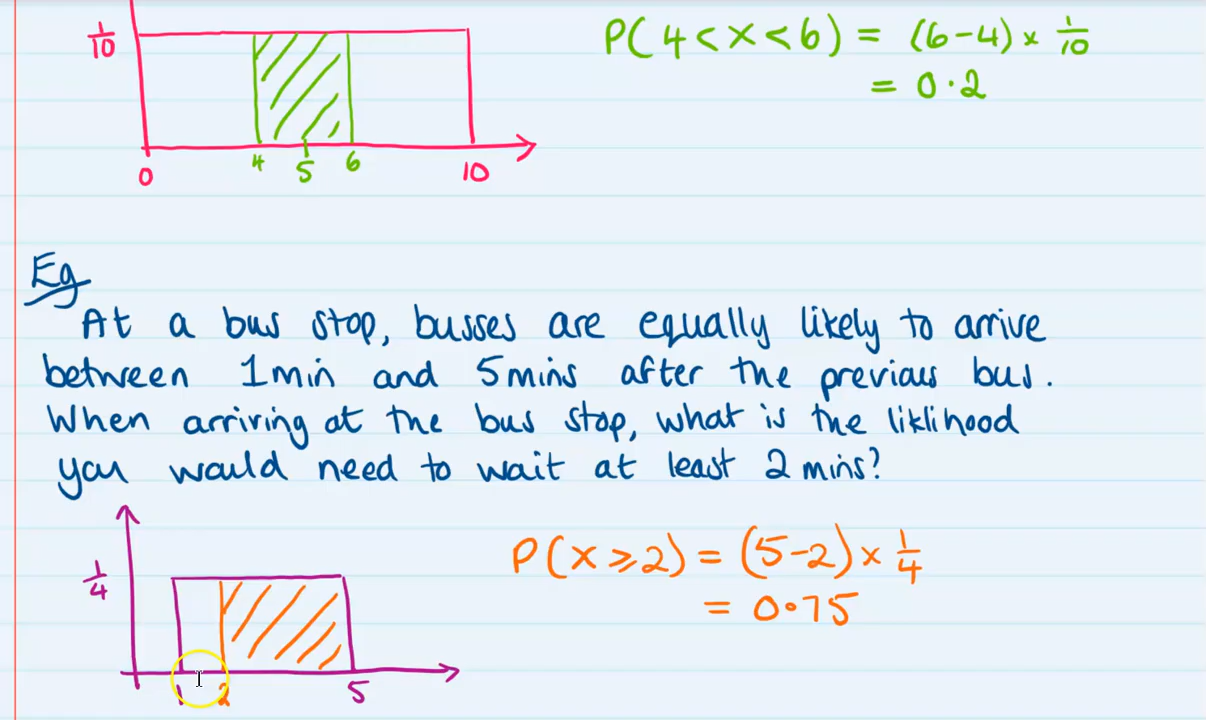 1/10
P(4<x<6) = (6-4) × 1/10
= 0·2
4 5 6
0 10
Eg
At a bus stop, busses are equally likely to arrive
between 1min and 5mins after the previous bus.
When arriving at the bus stop, what is the liklihood
you would need to wait at least 2 mins?
1/4
P(x⩾2) = (5-2) × 1/4
= 0·75
1 2 5